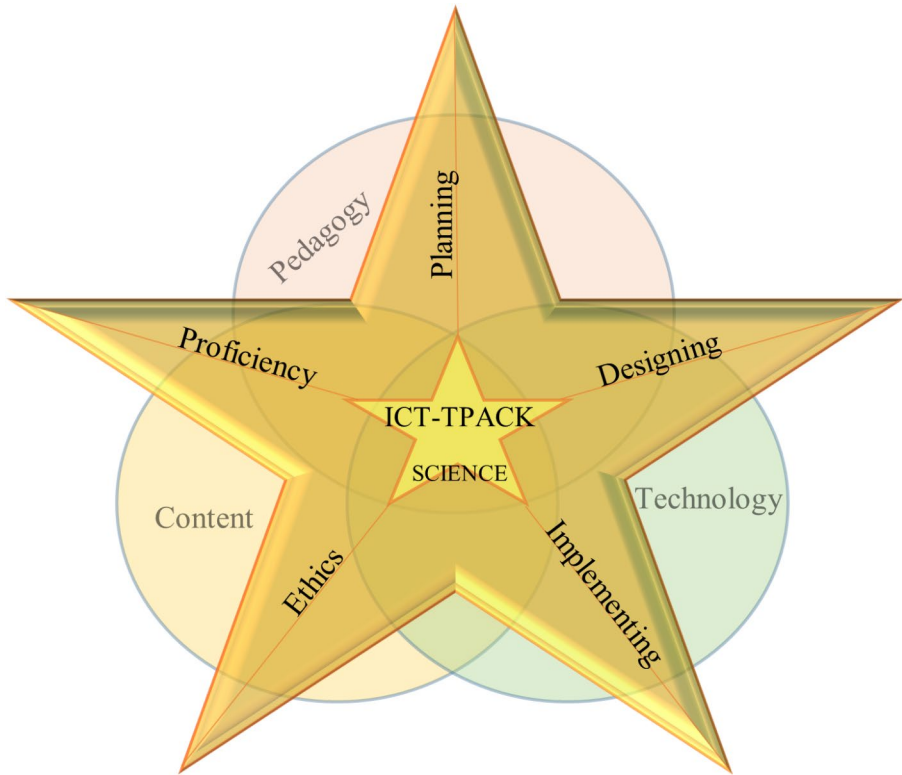 Pedagogy
Planning
Proficiency
Designing
ICT-TPACK
SCIENCE
Content
Technology
Ethics
Implementing